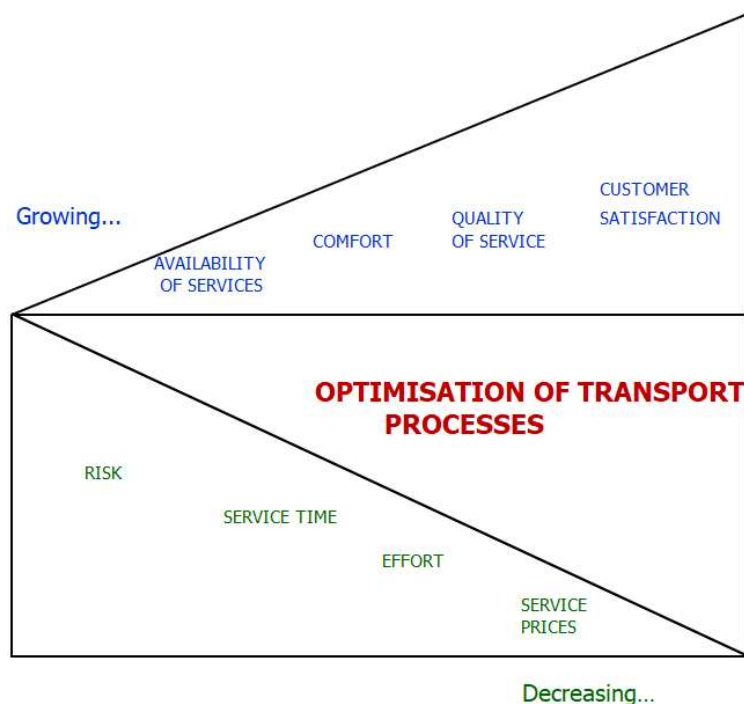 Growing...
AVAILABILITY
OF SERVICES
COMFORT
QUALITY
OF SERVICE
CUSTOMER
SATISFACTION
OPTIMISATION OF TRANSPORT
PROCESSES
RISK
SERVICE TIME
EFFORT
SERVICE
PRICES
Decreasing...